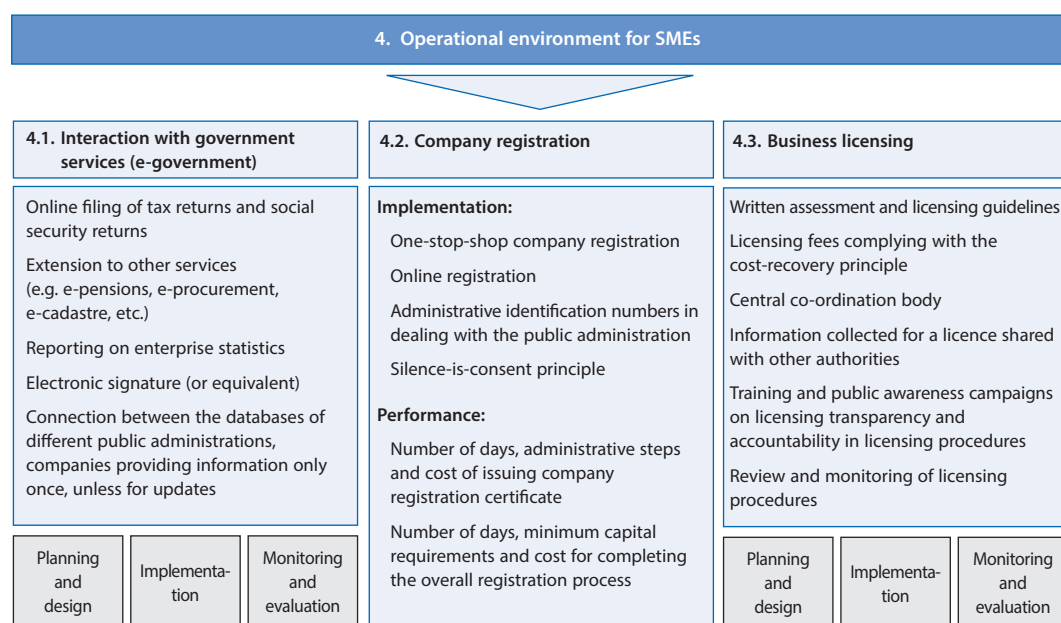 4. Operational environment for SMEs
4.1. Interaction with government
services (e-government)
Online filing of tax returns and social
security returns
Extension to other services
(e.g. e-pensions, e-procurement,
e-cadastre, etc.)
Reporting on enterprise statistics
Electronic signature (or equivalent)
Connection between the databases of
different public administrations,
companies providing information only
once, unless for updates
Planning
and
design
Implementa-
tion
Monitoring
and
evaluation
4.2. Company registration
Implementation:
One-stop-shop company registration
Online registration
Administrative identification numbers in
dealing with the public administration
Silence-is-consent principle
Performance:
Number of days, administrative steps
and cost of issuing company
registration certificate
Number of days, minimum capital
requirements and cost for completing
the overall registration process
4.3. Business licensing
Written assessment and licensing guidelines
Licensing fees complying with the
cost-recovery principle
Central co-ordination body
Information collected for a licence shared
with other authorities
Training and public awareness campaigns
on licensing transparency and
accountability in licensing procedures
Review and monitoring of licensing
procedures
Planning
and
design
Implementa-
tion
Monitoring
and
evaluation